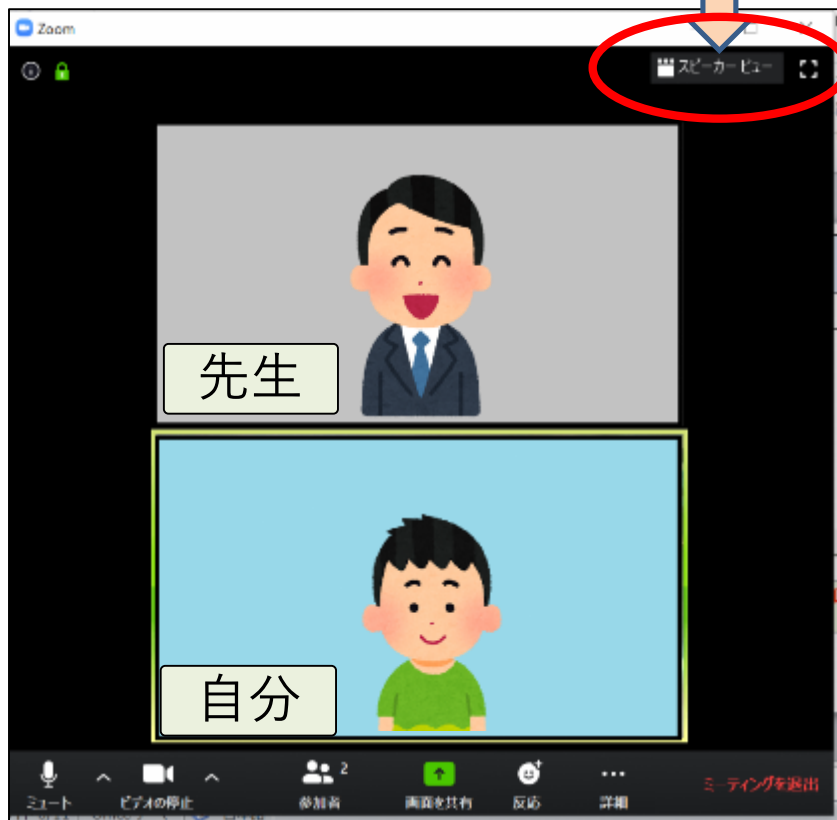 Zoom
スピーカー ビュー
先生
自分
2
ミュート
ビデオの停止
参加者
画面を共有
反応
詳細
ミーティングを退出